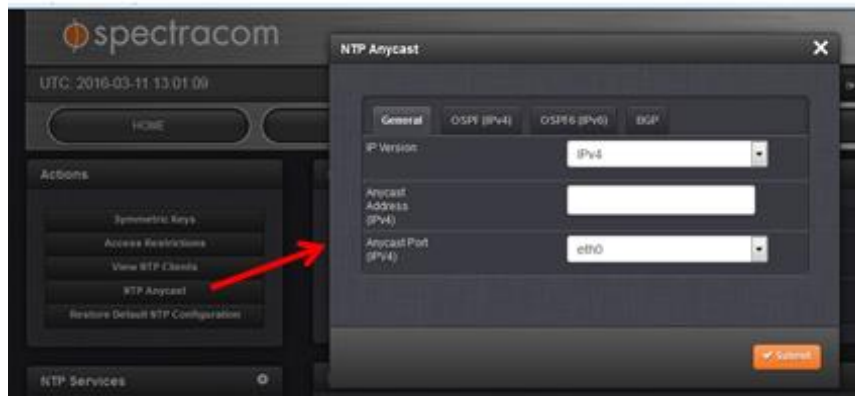 spectracom
NTP Anycast
UTC: 2016-03-11 13:01:09
HOME
General OSPF (IPv4) OSPF6 (IPv6) BGP
IP Version IPv4
Actions
Anycast
Address
(IPv4)
Symmetric Keys
Access Restrictions
Anycast Port
(IPV4) eth0
View NTP Clients
NTP Anycast
Restore Default NTP Configuration
Submit
NTP Services